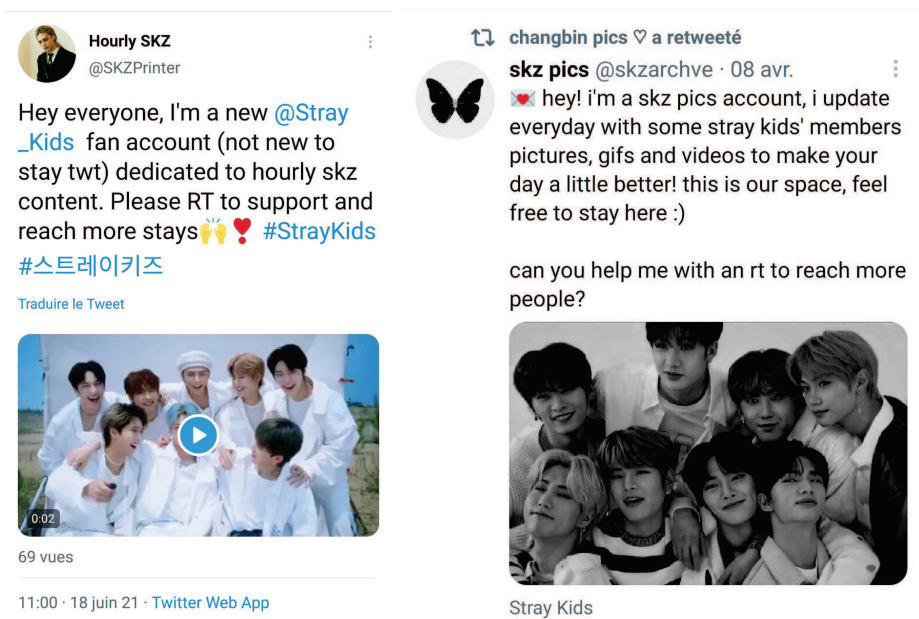 Hourly SKZ
@SKZPrinter
Hey everyone, I'm a new @Stray
_Kids fan account (not new to
stay twt) dedicated to hourly skz
content. Please RT to support and
reach more stays🙌❣️ #StrayKids
#스트레이키즈
Traduire le Tweet
0:02
69 vues
11:00 · 18 juin 21 · Twitter Web App
changbin pics ♡ a retweeté
skz pics @skzarchve · 08 avr.
💌 hey! i'm a skz pics account, i update
everyday with some stray kids' members
pictures, gifs and videos to make your
day a little better! this is our space, feel
free to stay here :)
can you help me with an rt to reach more
people?
Stray Kids